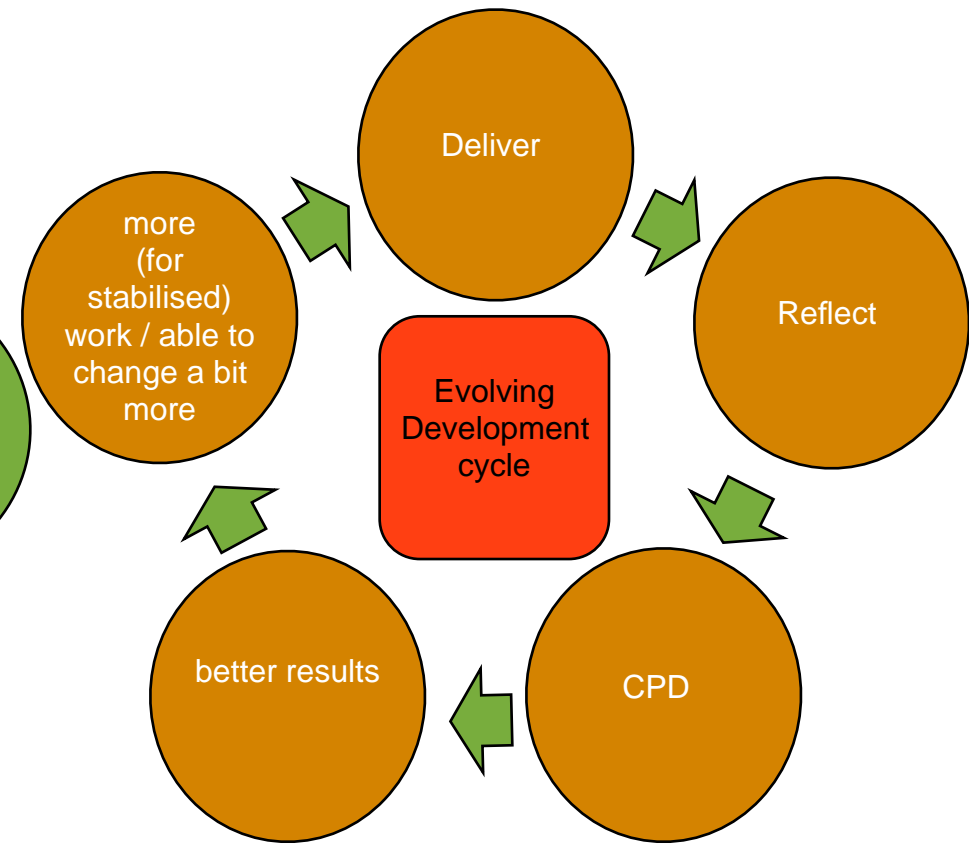 Deliver
Reflect
CPD
better results
more
(for
stabilised)
work / able to
change a bit
more
Evolving
Development
cycle